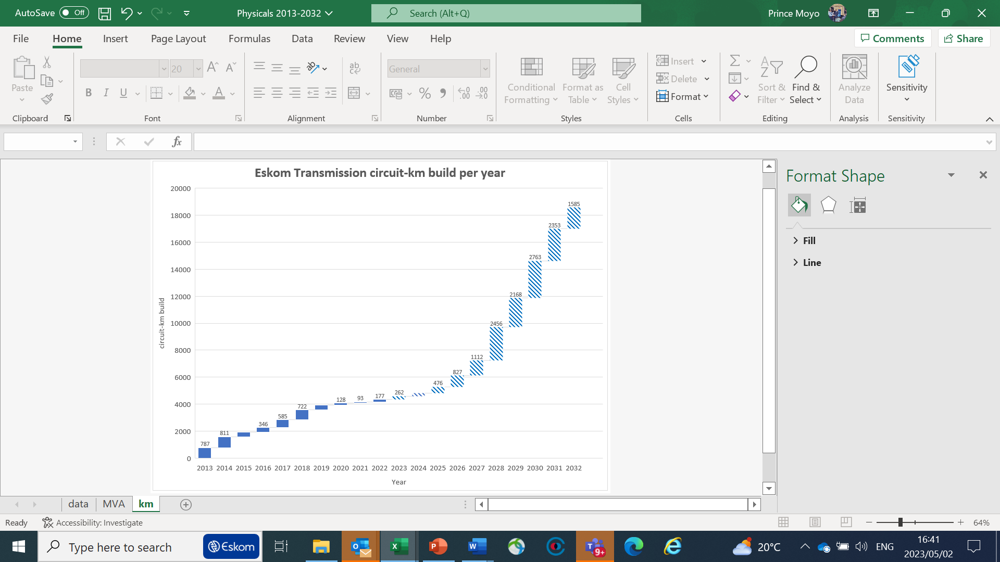 AutoSave Off Physicals 2013-2032 Search (Alt+Q) Prince Moyo
File Home Insert Page Layout Formulas Data Review View Help Comments Share
Paste
20
General
B I U
Conditional Formatting
Format as Table
Cell Styles
Insert
Delete
Format
Sort & Filter
Find & Select
Analyze Data
Sensitivity
Clipboard Font Alignment Number Styles Cells Editing Analysis Sensitivity
fx
Eskom Transmission circuit-km build per year
20000
18000
16000
14000
12000
10000
8000
6000
4000
2000
0
circuit-km build
787 811 346 585 722 128 93 177 262 476 827 1112 2456 2168 2763 2353 1585
2013 2014 2015 2016 2017 2018 2019 2020 2021 2022 2023 2024 2025 2026 2027 2028 2029 2030 2031 2032
Year
Format Shape
Fill
Line
data MVA km
Ready Accessibility: Investigate 64%
Type here to search Eskom 9+ 20°C ENG 16:41
2023/05/02